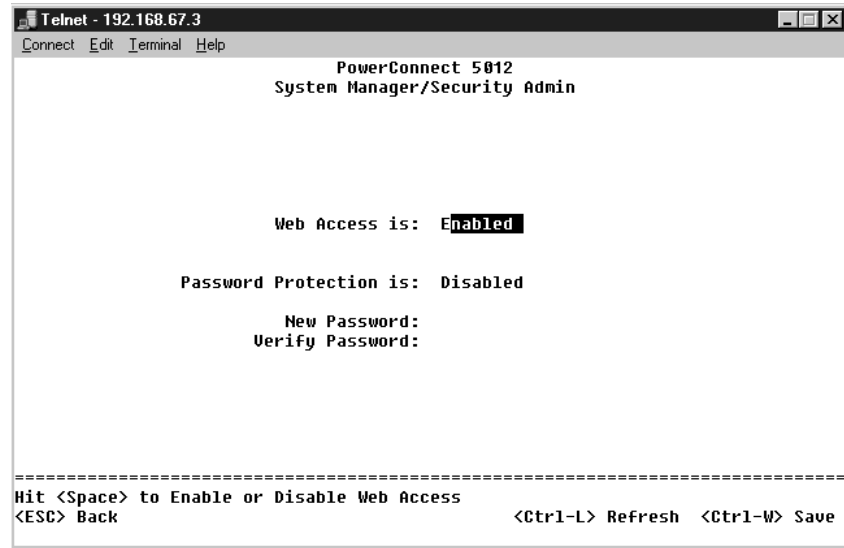 Telnet - 192.168.67.3
Connect Edit Terminal Help
PowerConnect 5012
System Manager/Security Admin
Web Access is: Enabled
Password Protection is: Disabled
New Password:
Verify Password:
================================================================================
Hit <Space> to Enable or Disable Web Access
<ESC> Back <Ctrl-L> Refresh <Ctrl-W> Save